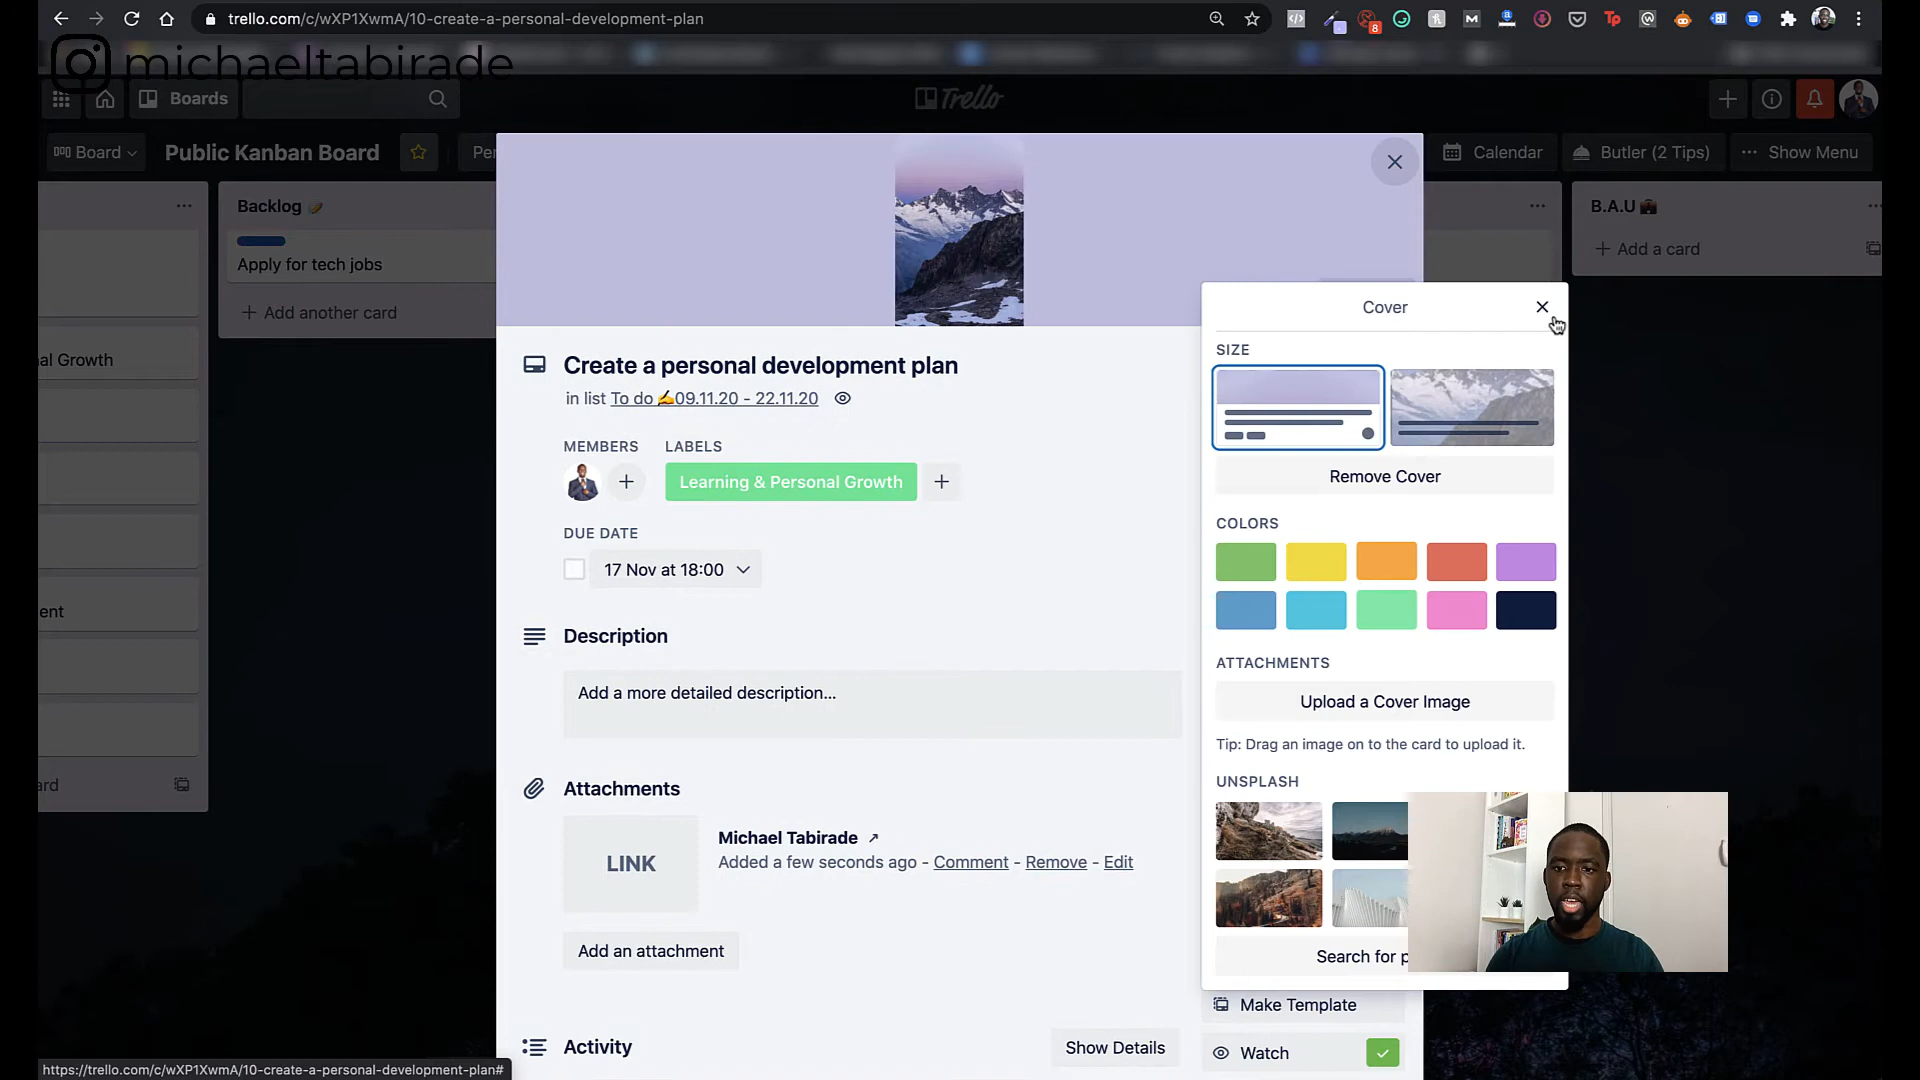 trello.com/c/wXP1XwmA/10-create-a-personal-development-plan
8
michaeltabirade
Boards
Trello
Board
Public Kanban Board
Calendar
Butler (2 Tips)
Show Menu
Backlog
B.A.U
Apply for tech jobs
Add a card
Add another card
al Growth
ent
ard
Create a personal development plan
in list To do ✍️09.11.20 - 22.11.20
MEMBERS
LABELS
Learning & Personal Growth
DUE DATE
17 Nov at 18:00
Description
Add a more detailed description...
Attachments
LINK
Michael Tabirade ↗
Added a few seconds ago - Comment - Remove - Edit
Add an attachment
Activity
Show Details
Cover
SIZE
Remove Cover
COLORS
ATTACHMENTS
Upload a Cover Image
Tip: Drag an image on to the card to upload it.
UNSPLASH
Search for p
Make Template
Watch
https://trello.com/c/wXP1XwmA/10-create-a-personal-development-plan#